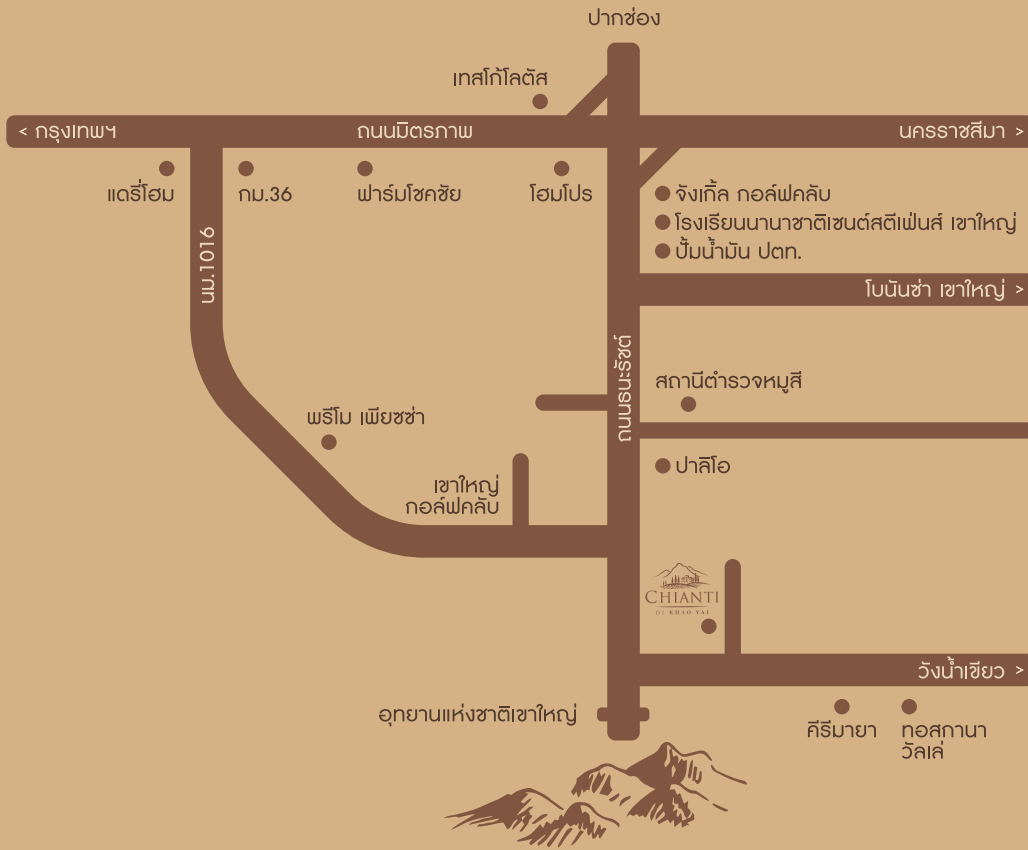 ปากช่อง
เทสโก้โลตัส
< กรุงเทพฯ
ถนนมิตรภาพ
นครราชสีมา >
แดรี่โฮม
กม.36
ฟาร์มโชคชัย
โฮมโปร
จังเกิ้ล กอล์ฟคลับ
โรงเรียนนานาชาติเซนต์สตีเฟ่นส์ เขาใหญ่
ปั้มน้ำมัน ปตท.
นม.1016
โบนันซ่า เขาใหญ่ >
ถนนธนะรัชต์
สถานีตำรวจหมูสี
พรีโม เพียซซ่า
ปาลิโอ
เขาใหญ่
กอล์ฟคลับ
CHIANTI
DI KHAO YAI
วังน้ำเขียว >
อุทยานแห่งชาติเขาใหญ่
คีรีมายา
ทอสกานา
วัลเล่